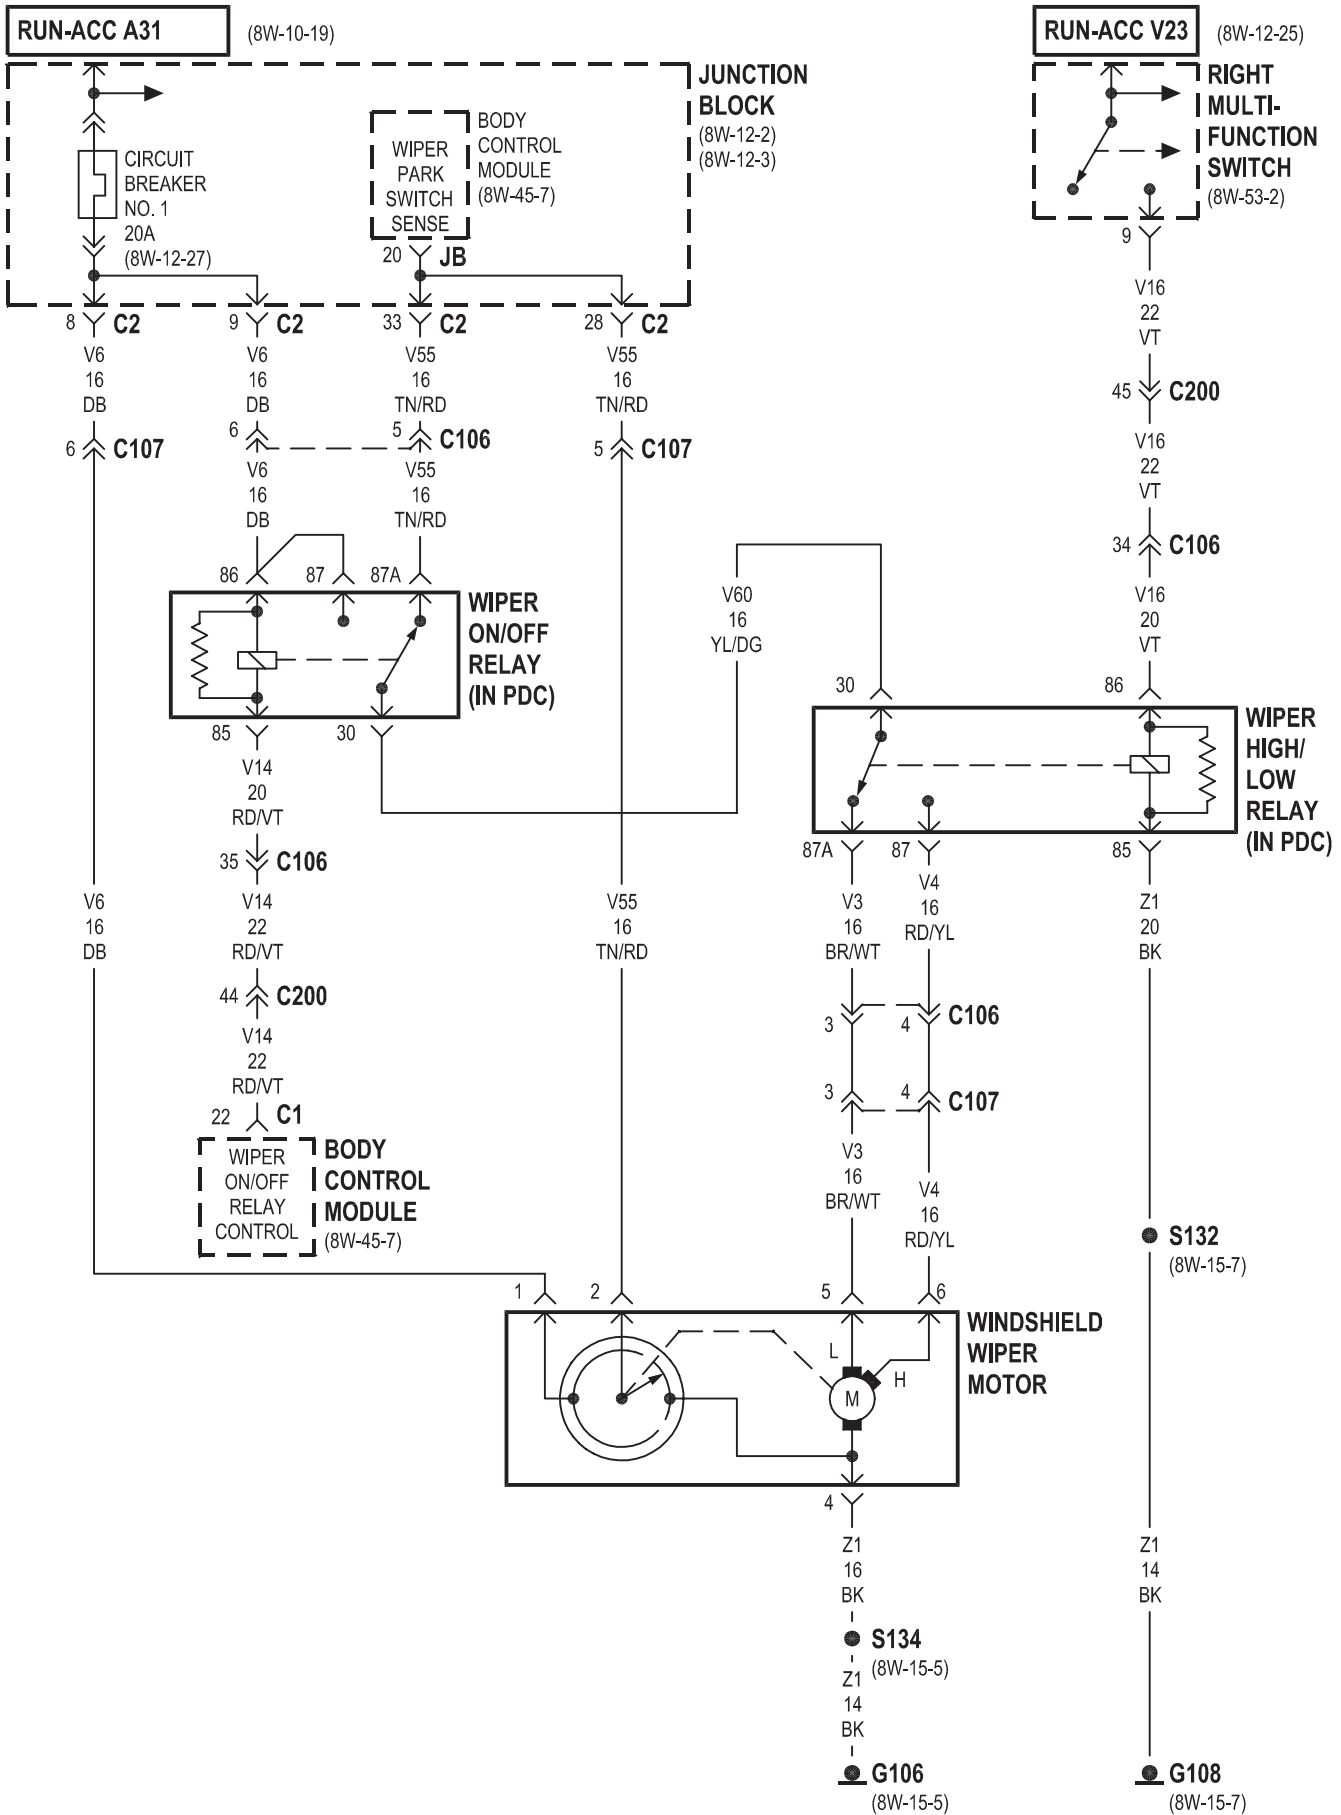 RUN-ACC A31
(8W-10-19)
RUN-ACC V23
(8W-12-25)
JUNCTION
BLOCK
(8W-12-2)
(8W-12-3)
RIGHT
MULTI-
FUNCTION
SWITCH
(8W-53-2)
CIRCUIT
BREAKER
NO. 1
20A
(8W-12-27)
WIPER
PARK
SWITCH
SENSE
BODY
CONTROL
MODULE
(8W-45-7)
20
JB
9
8
C2
9
C2
33
C2
28
C2
V6
16
DB
V6
16
DB
V55
16
TN/RD
V55
16
TN/RD
V16
22
VT
45
C200
6
C107
6
5
C106
5
C107
V6
16
DB
V55
16
TN/RD
V16
22
VT
34
C106
V16
20
VT
86
87
87A
WIPER
ON/OFF
RELAY
(IN PDC)
V60
16
YL/DG
85
30
30
86
WIPER
HIGH/
LOW
RELAY
(IN PDC)
V14
20
RD/VT
35
C106
87A
87
85
V6
16
DB
V14
22
RD/VT
V55
16
TN/RD
V3
16
BR/WT
V4
16
RD/YL
Z1
20
BK
44
C200
3
4
C106
V14
22
RD/VT
3
4
C107
22
C1
WIPER
ON/OFF
RELAY
CONTROL
BODY
CONTROL
MODULE
(8W-45-7)
V3
16
BR/WT
V4
16
RD/YL
S132
(8W-15-7)
1
2
5
6
WINDSHIELD
WIPER
MOTOR
L
H
M
4
Z1
16
BK
Z1
14
BK
S134
(8W-15-5)
Z1
14
BK
G106
(8W-15-5)
G108
(8W-15-7)